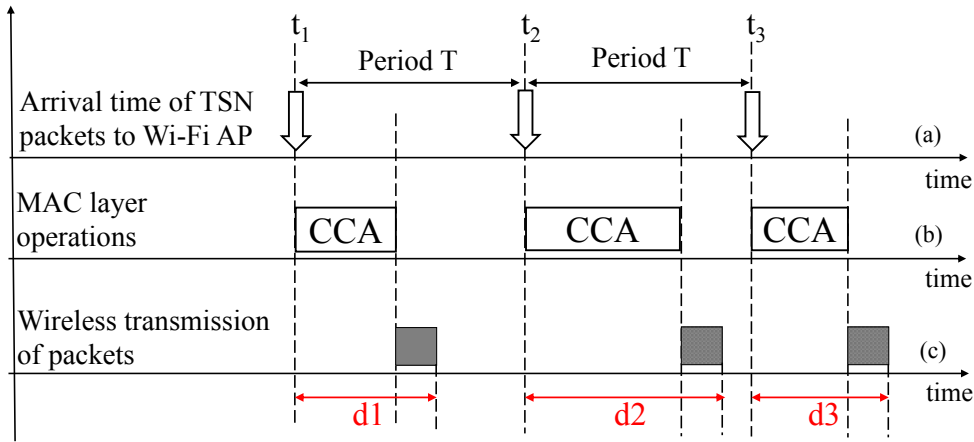 t1 t2 t3
Period T Period T
Arrival time of TSN
packets to Wi-Fi AP
(a)
time
MAC layer
operations
CCA CCA CCA
(b)
time
Wireless transmission
of packets
(c)
time
d1 d2 d3